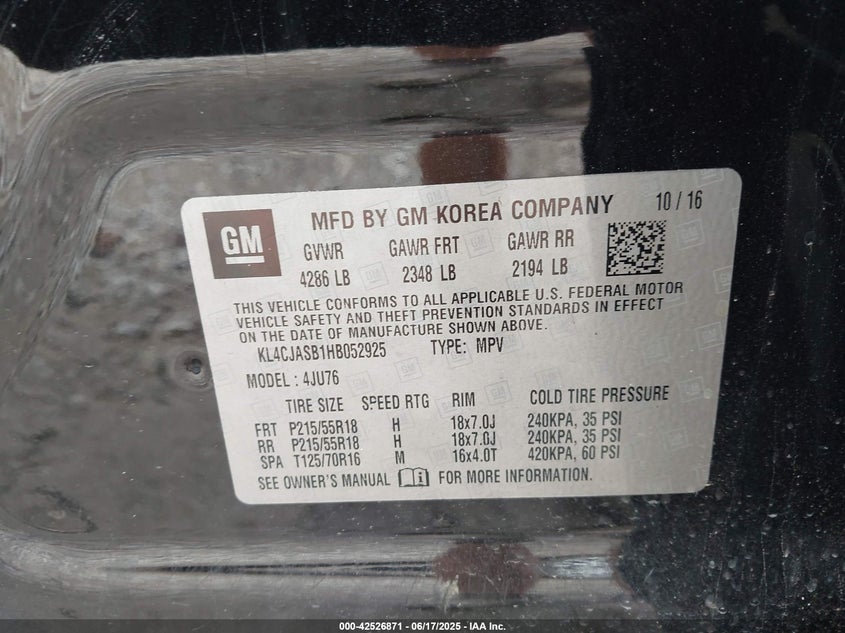 GM
MFD BY GM KOREA COMPANY 10 / 16
GVWR GAWR FRT GAWR RR
4286 LB 2348 LB 2194 LB
THIS VEHICLE CONFORMS TO ALL APPLICABLE U.S. FEDERAL MOTOR
VEHICLE SAFETY AND THEFT PREVENTION STANDARDS IN EFFECT
ON THE DATE OF MANUFACTURE SHOWN ABOVE.
KL4CJASB1HB052925 TYPE: MPV
MODEL : 4JU76
TIRE SIZE SPEED RTG RIM COLD TIRE PRESSURE
FRT P215/55R18 H 18x7.0J 240KPA, 35 PSI
RR P215/55R18 H 18x7.0J 240KPA, 35 PSI
SPA T125/70R16 M 16x4.0T 420KPA, 60 PSI
SEE OWNER'S MANUAL FOR MORE INFORMATION.
000-42526871 - 06/17/2025 - IAA Inc.